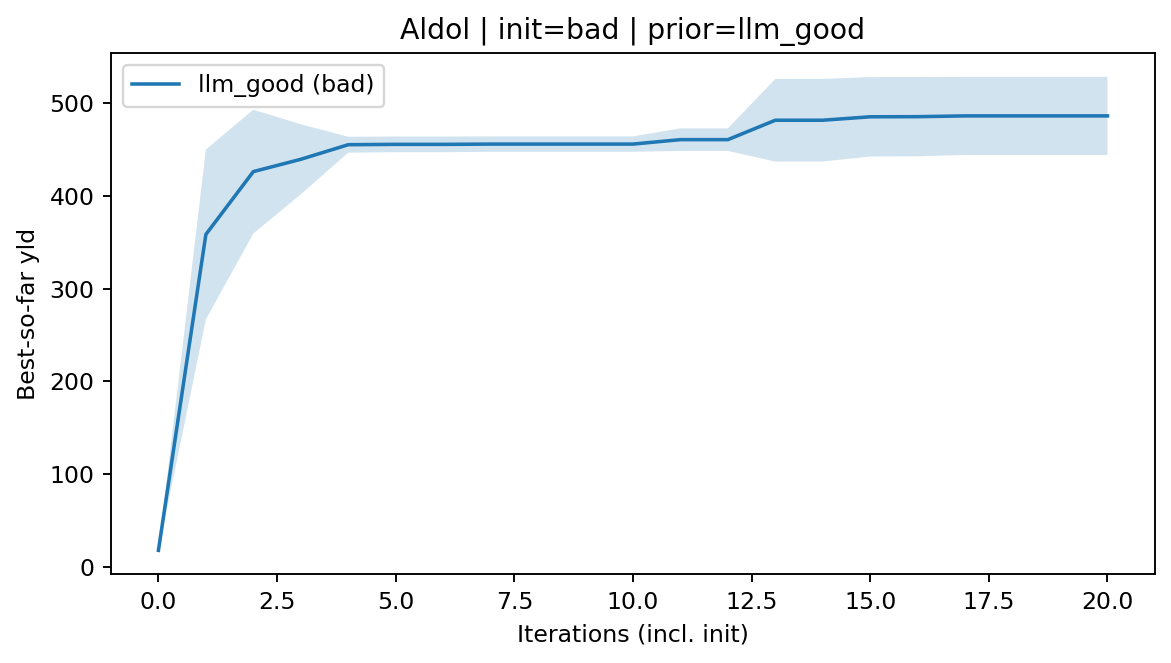 Aldol | init=bad | prior=llm_good
llm_good (bad)
Best-so-far yld
500
400
300
200
100
0
0.0 2.5 5.0 7.5 10.0 12.5 15.0 17.5 20.0
Iterations (incl. init)